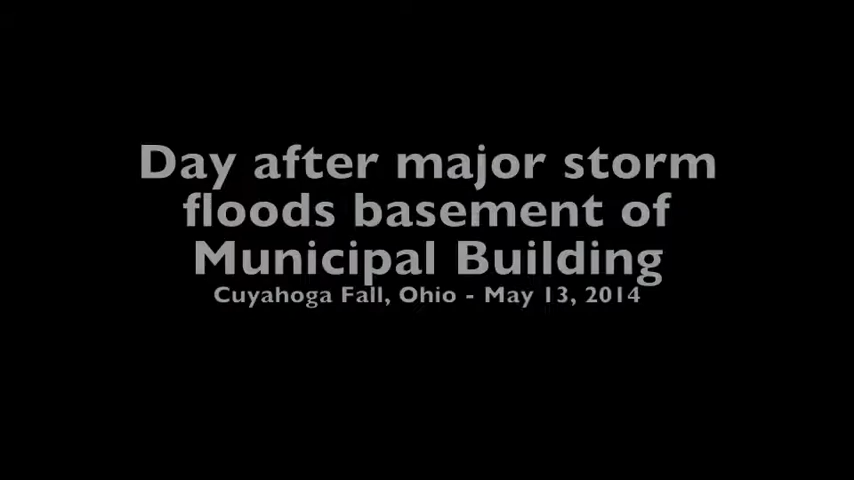 Day after major storm
floods basement of
Municipal Building
Cuyahoga Fall, Ohio - May 13, 2014